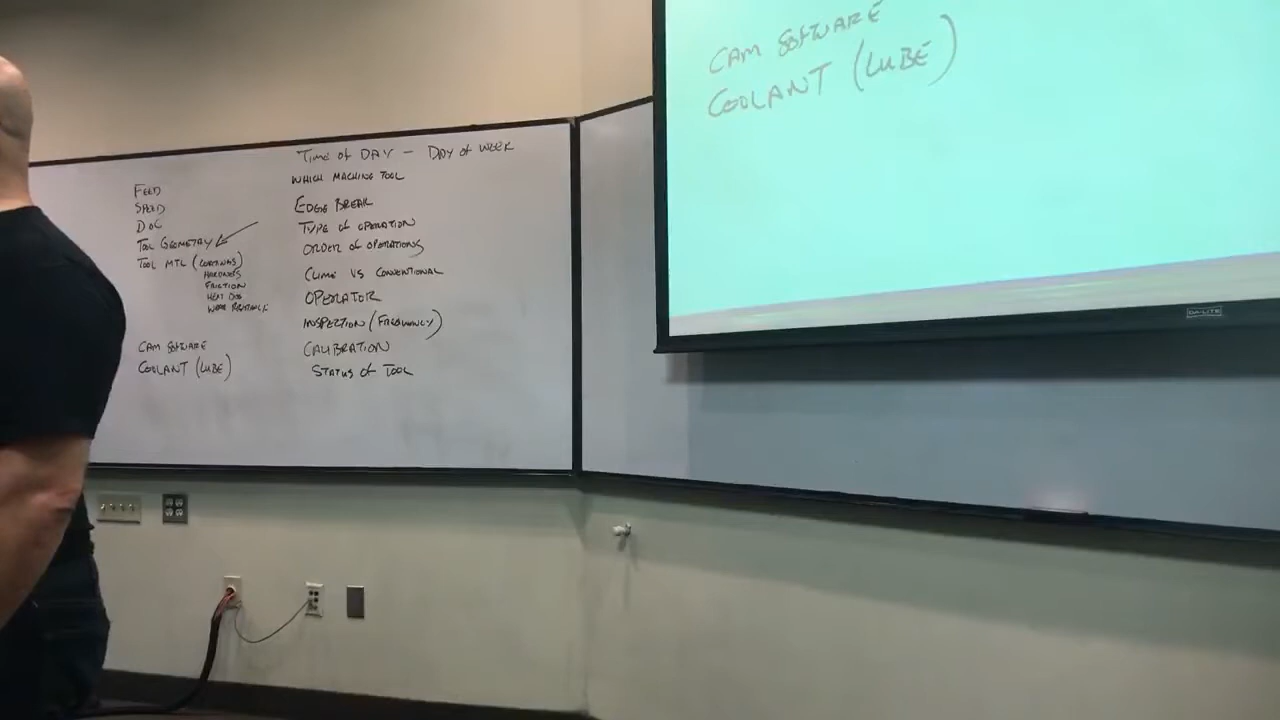 FEED
SPEED
DOC
TOOL GEOMETRY
TOOL MTL (COATINGS)
HARDNESS
FRICTION
HEAT
WEAR
CAM SOFTWARE
COOLANT (LUBE)
TIME OF DAY - DAY OF WEEK
WHICH MACHINE TOOL
EDGE BREAK
TYPE OF OPERATION
ORDER OF OPERATIONS
CLIMB VS CONVENTIONAL
OPERATOR
INSPECTION (FREQUENCY)
CALIBRATION
STATUS OF TOOL
CAM SOFTWARE
COOLANT (LUBE)
DA-LITE